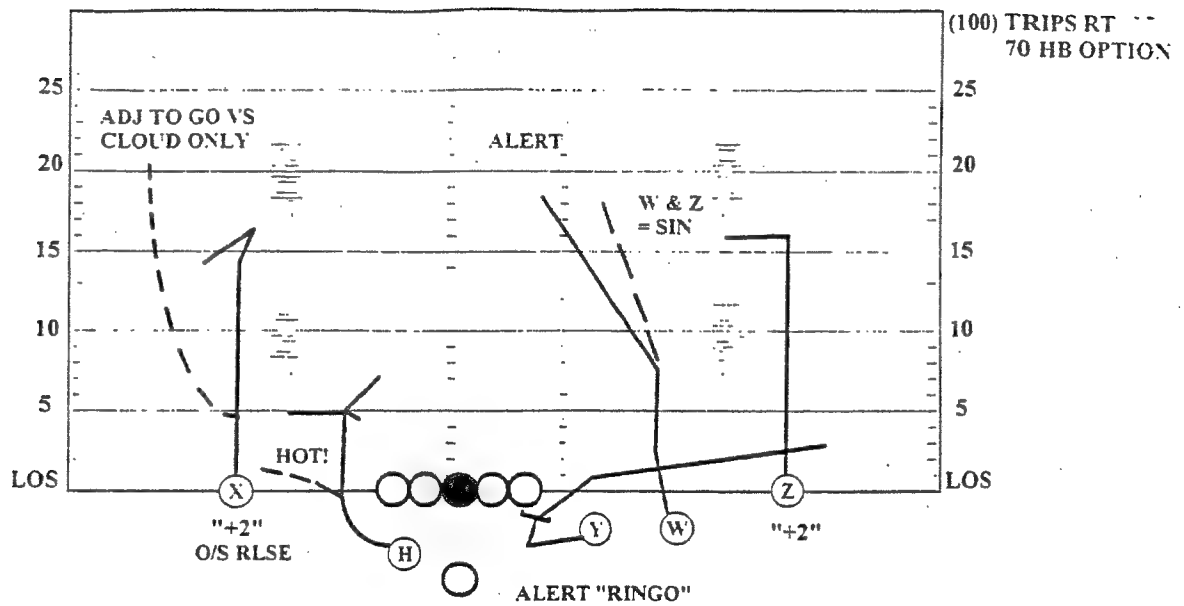 (100) TRIPS RT
70 HB OPTION
25
25
ADJ TO GO VS
CLOUD ONLY
ALERT
20
20
W & Z
= SIN
15
15
10
10
5
5
HOT!
LOS
X
Z
LOS
"+2"
O/S RLSE
H
Y
W
"+2"
ALERT "RINGO"